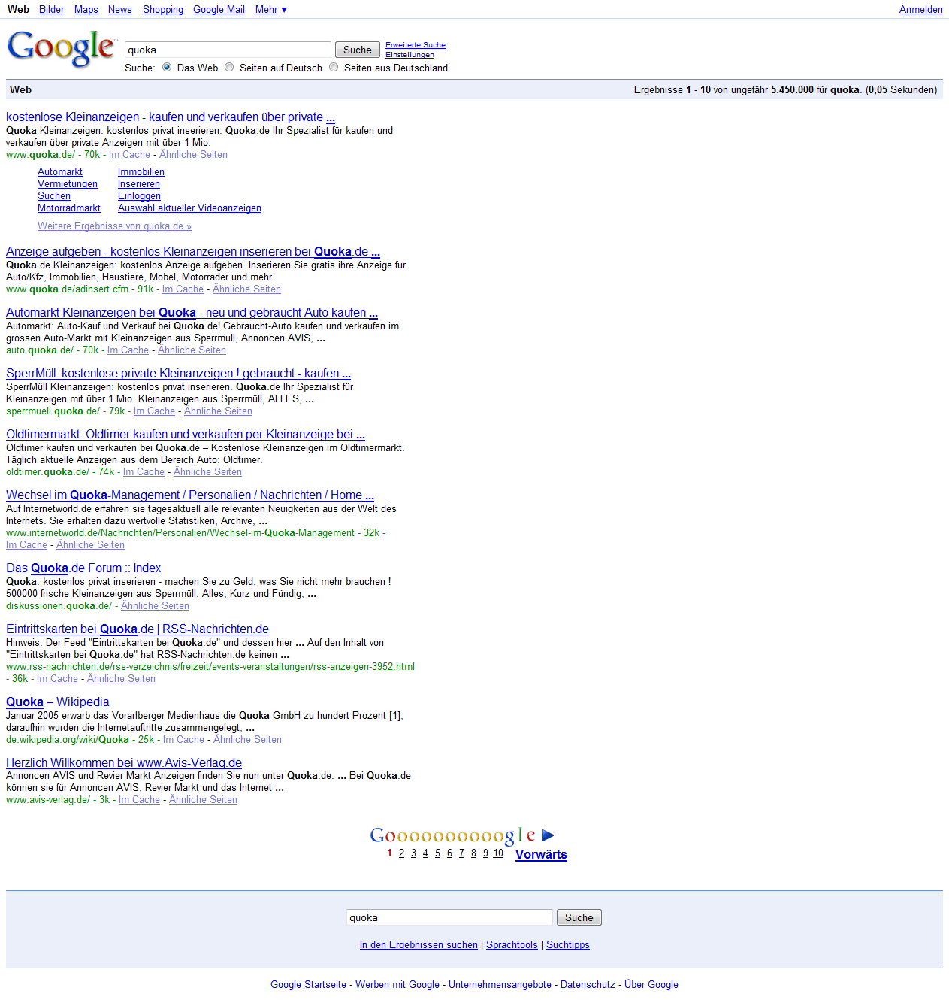 Web Bilder Maps News Shopping Google Mail Mehr ▼ Anmelden
Google™
quoka Suche Erweiterte Suche
Einstellungen
Suche: Das Web Seiten auf Deutsch Seiten aus Deutschland
Web Ergebnisse 1 - 10 von ungefähr 5.450.000 für quoka. (0,05 Sekunden)
kostenlose Kleinanzeigen - kaufen und verkaufen über private ...
Quoka Kleinanzeigen: kostenlos privat inserieren. Quoka.de Ihr Spezialist für kaufen und
verkaufen über private Anzeigen mit über 1 Mio.
www.quoka.de/ - 70k - Im Cache - Ähnliche Seiten
Automarkt Immobilien
Vermietungen Inserieren
Suchen Einloggen
Motorradmarkt Auswahl aktueller Videoanzeigen
Weitere Ergebnisse von quoka.de »
Anzeige aufgeben - kostenlos Kleinanzeigen inserieren bei Quoka.de ...
Quoka.de Kleinanzeigen: kostenlos Anzeige aufgeben. Inserieren Sie gratis ihre Anzeige für
Auto/Kfz, Immobilien, Haustiere, Möbel, Motorräder und mehr.
www.quoka.de/adinsert.cfm - 91k - Im Cache - Ähnliche Seiten
Automarkt Kleinanzeigen bei Quoka - neu und gebraucht Auto kaufen ...
Automarkt: Auto-Kauf und Verkauf bei Quoka.de! Gebraucht-Auto kaufen und verkaufen im
grossen Auto-Markt mit Kleinanzeigen aus Sperrmüll, Annoncen AVIS, ...
auto.quoka.de/ - 70k - Im Cache - Ähnliche Seiten
SperrMüll: kostenlose private Kleinanzeigen ! gebraucht - kaufen ...
SperrMüll Kleinanzeigen: kostenlos privat inserieren. Quoka.de Ihr Spezialist für
Kleinanzeigen mit über 1 Mio. Kleinanzeigen aus Sperrmüll, ALLES, ...
sperrmuell.quoka.de/ - 79k - Im Cache - Ähnliche Seiten
Oldtimermarkt: Oldtimer kaufen und verkaufen per Kleinanzeige bei ...
Oldtimer kaufen und verkaufen bei Quoka.de – Kostenlose Kleinanzeigen im Oldtimermarkt.
Täglich aktuelle Anzeigen aus dem Bereich Auto: Oldtimer.
oldtimer.quoka.de/ - 74k - Im Cache - Ähnliche Seiten
Wechsel im Quoka-Management / Personalien / Nachrichten / Home ...
Auf Internetworld.de erfahren sie tagesaktuell alle relevanten Neuigkeiten aus der Welt des
Internets. Sie erhalten dazu wertvolle Statistiken, Archive, ...
www.internetworld.de/Nachrichten/Personalien/Wechsel-im-Quoka-Management - 32k -
Im Cache - Ähnliche Seiten
Das Quoka.de Forum :: Index
Quoka: kostenlos privat inserieren - machen Sie zu Geld, was Sie nicht mehr brauchen !
500000 frische Kleinanzeigen aus Sperrmüll, Alles, Kurz und Fündig, ...
diskussionen.quoka.de/ - Ähnliche Seiten
Eintrittskarten bei Quoka.de | RSS-Nachrichten.de
Hinweis: Der Feed "Eintrittskarten bei Quoka.de" und dessen hier ... Auf den Inhalt von
"Eintrittskarten bei Quoka.de" hat RSS-Nachrichten.de keinen ...
www.rss-nachrichten.de/rss-verzeichnis/freizeit/events-veranstaltungen/rss-anzeigen-3952.html
- 36k - Im Cache - Ähnliche Seiten
Quoka – Wikipedia
Januar 2005 erwarb das Vorarlberger Medienhaus die Quoka GmbH zu hundert Prozent [1],
daraufhin wurden die Internetauftritte zusammengelegt, ...
de.wikipedia.org/wiki/Quoka - 25k - Im Cache - Ähnliche Seiten
Herzlich Willkommen bei www.Avis-Verlag.de
Annoncen AVIS und Revier Markt Anzeigen finden Sie nun unter Quoka.de. ... Bei Quoka.de
können sie für Annoncen AVIS, Revier Markt und das Internet ...
www.avis-verlag.de/ - 3k - Im Cache - Ähnliche Seiten
Goooooooooogle
1 2 3 4 5 6 7 8 9 10 Vorwärts
quoka Suche
In den Ergebnissen suchen | Sprachtools | Suchtipps
Google Startseite - Werben mit Google - Unternehmensangebote - Datenschutz - Über Google